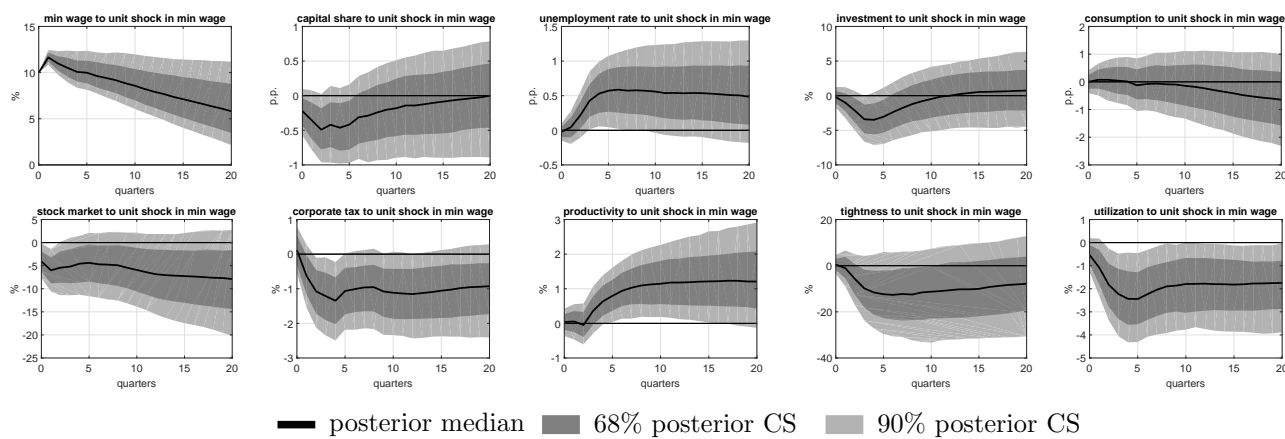 min wage to unit shock in min wage
15
10
5
0
%
0 5 10 15 20
quarters
capital share to unit shock in min wage
1
0.5
0
-0.5
-1
p.p.
0 5 10 15 20
quarters
unemployment rate to unit shock in min wage
1.5
1
0.5
0
0.5
p.p.
0 5 10 15 20
quarters
investment to unit shock in min wage
10
5
0
-5
-10
%
0 5 10 15 20
quarters
consumption to unit shock in min wage
2
1
0
-1
-2
-3
p.p.
0 5 10 15 20
quarters
stock market to unit shock in min wage
5
0
-5
-10
-15
-20
-25
%
0 5 10 15 20
quarters
corporate tax to unit shock in min wage
1
0
-1
-2
-3
%
0 5 10 15 20
quarters
productivity to unit shock in min wage
3
2
1
0
1
%
0 5 10 15 20
quarters
tightness to unit shock in min wage
20
0
-20
-40
%
0 5 10 15 20
quarters
utilization to unit shock in min wage
1
0
-1
-2
-3
-4
-5
%
0 5 10 15 20
quarters
posterior median 68% posterior CS 90% posterior CS